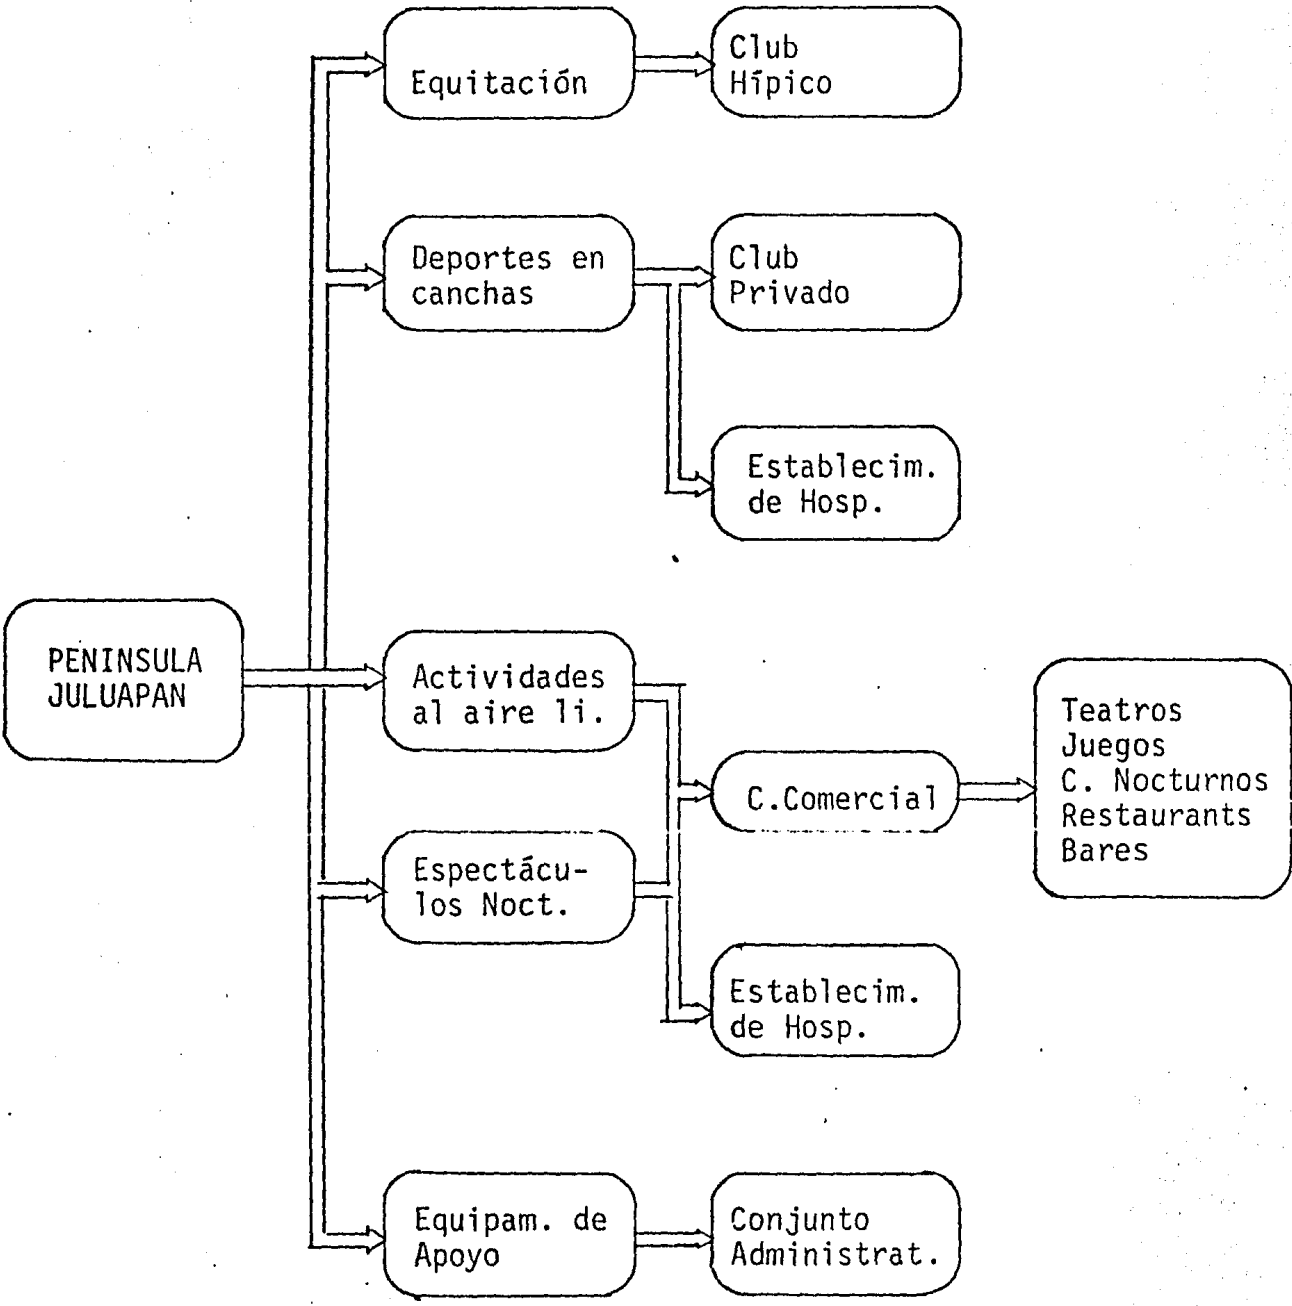 Equitación
Club
Hípico
Deportes en
canchas
Club
Privado
Establecim.
de Hosp.
PENINSULA
JULUAPAN
Actividades
al aire li.
C.Comercial
Teatros
Juegos
C. Nocturnos
Restaurants
Bares
Espectácu-
los Noct.
Establecim.
de Hosp.
Equipam. de
Apoyo
Conjunto
Administrat.